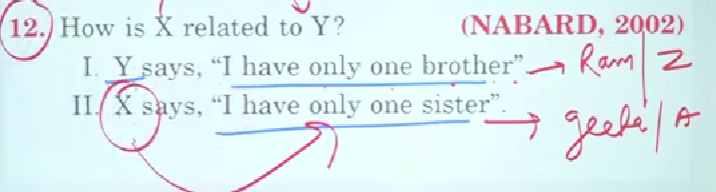 12. How is X related to Y? (NABARD, 2002)
I. Y says, "I have only one brother". → Ram / Z
II. X says, "I have only one sister". → geeta / A